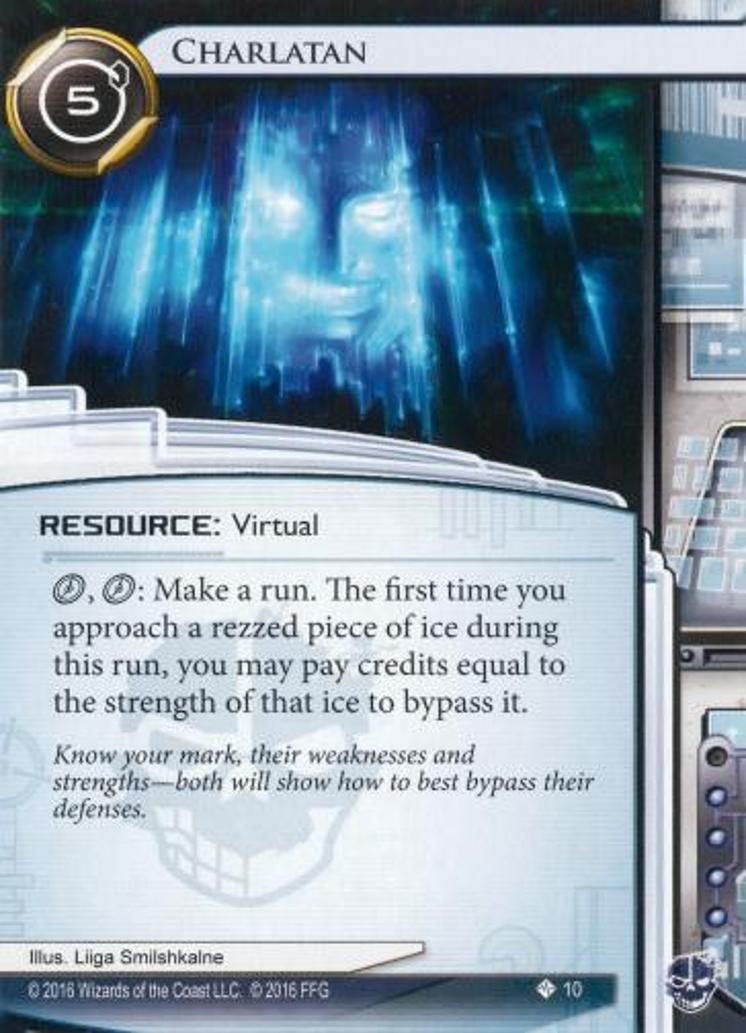 CHARLATAN
5
RESOURCE: Virtual
, : Make a run. The first time you
approach a rezzed piece of ice during
this run, you may pay credits equal to
the strength of that ice to bypass it.
Know your mark, their weaknesses and
strengths—both will show how to best bypass their
defenses.
Illus. Liiga Smilshkalne
© 2016 Wizards of the Coast LLC. © 2016 FFG
10